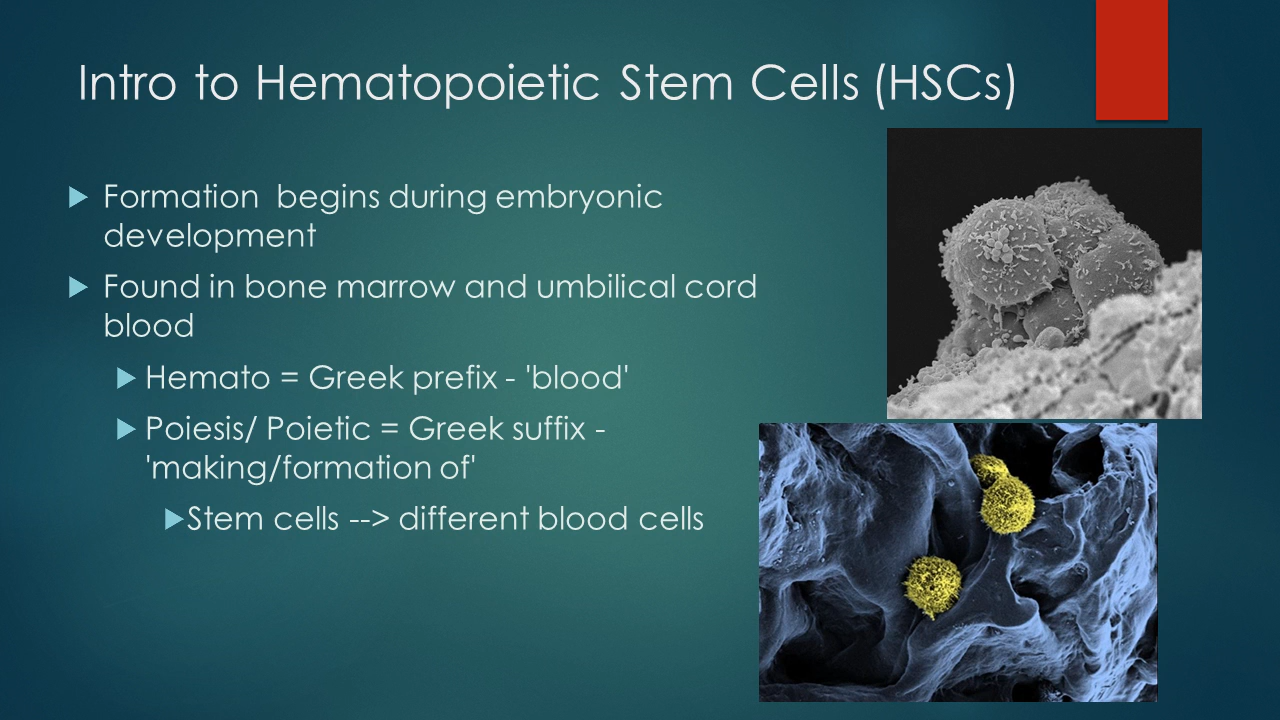 Intro to Hematopoietic Stem Cells (HSCs)
Formation  begins during embryonic
development
Found in bone marrow and umbilical cord
blood
Hemato = Greek prefix - 'blood'
Poiesis/ Poietic = Greek suffix -
'making/formation of'
Stem cells --> different blood cells